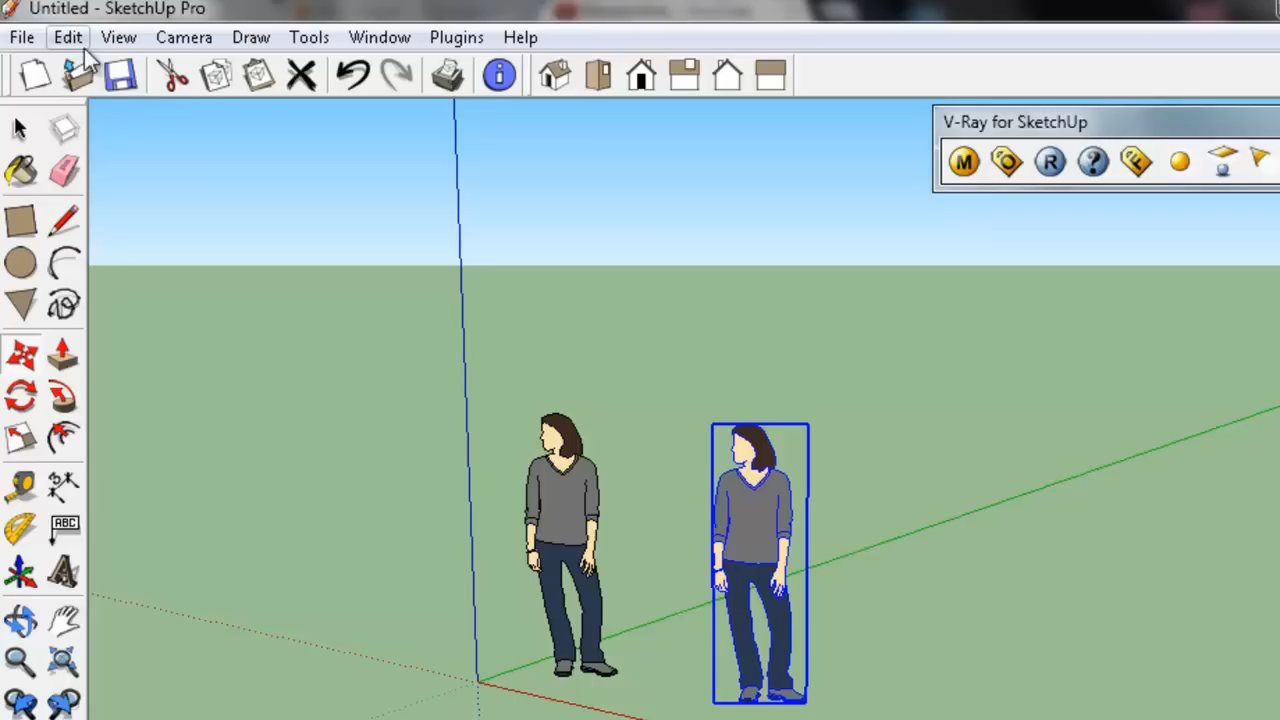 Untitled - SketchUp Pro
File Edit View Camera Draw Tools Window Plugins Help
V-Ray for SketchUp
M O R ? F
ABC